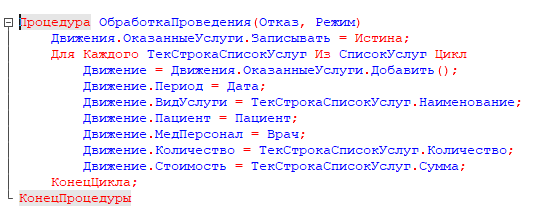 Процедура ОбработкаПроведения(Отказ, Режим)
Движения.ОказанныеУслуги.Записывать = Истина;
Для Каждого ТекСтрокаСписокУслуг Из СписокУслуг Цикл
Движение = Движения.ОказанныеУслуги.Добавить();
Движение.Период = Дата;
Движение.ВидУслуги = ТекСтрокаСписокУслуг.Наименование;
Движение.Пациент = Пациент;
Движение.МедПерсонал = Врач;
Движение.Количество = ТекСтрокаСписокУслуг.Количество;
Движение.Стоимость = ТекСтрокаСписокУслуг.Сумма;
КонецЦикла;
КонецПроцедуры